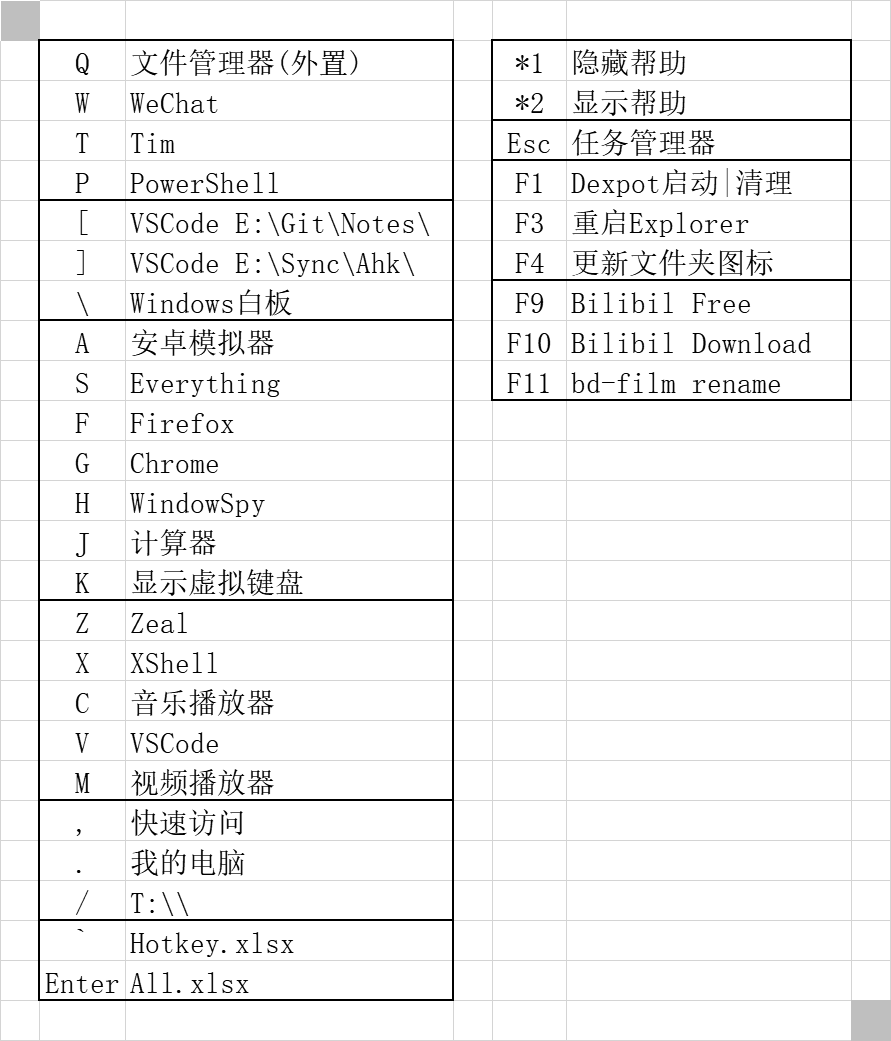 Q 文件管理器(外置)
W WeChat
T Tim
P PowerShell
[ VSCode E:\Git\Notes\
] VSCode E:\Sync\Ahk\
\ Windows白板
A 安卓模拟器
S Everything
F Firefox
G Chrome
H WindowSpy
J 计算器
K 显示虚拟键盘
Z Zeal
X XShell
C 音乐播放器
V VSCode
M 视频播放器
, 快速访问
. 我的电脑
/ T:\\
` Hotkey.xlsx
Enter All.xlsx
*1 隐藏帮助
*2 显示帮助
Esc 任务管理器
F1 Dexpot启动|清理
F3 重启Explorer
F4 更新文件夹图标
F9 Bilibil Free
F10 Bilibil Download
F11 bd-film rename